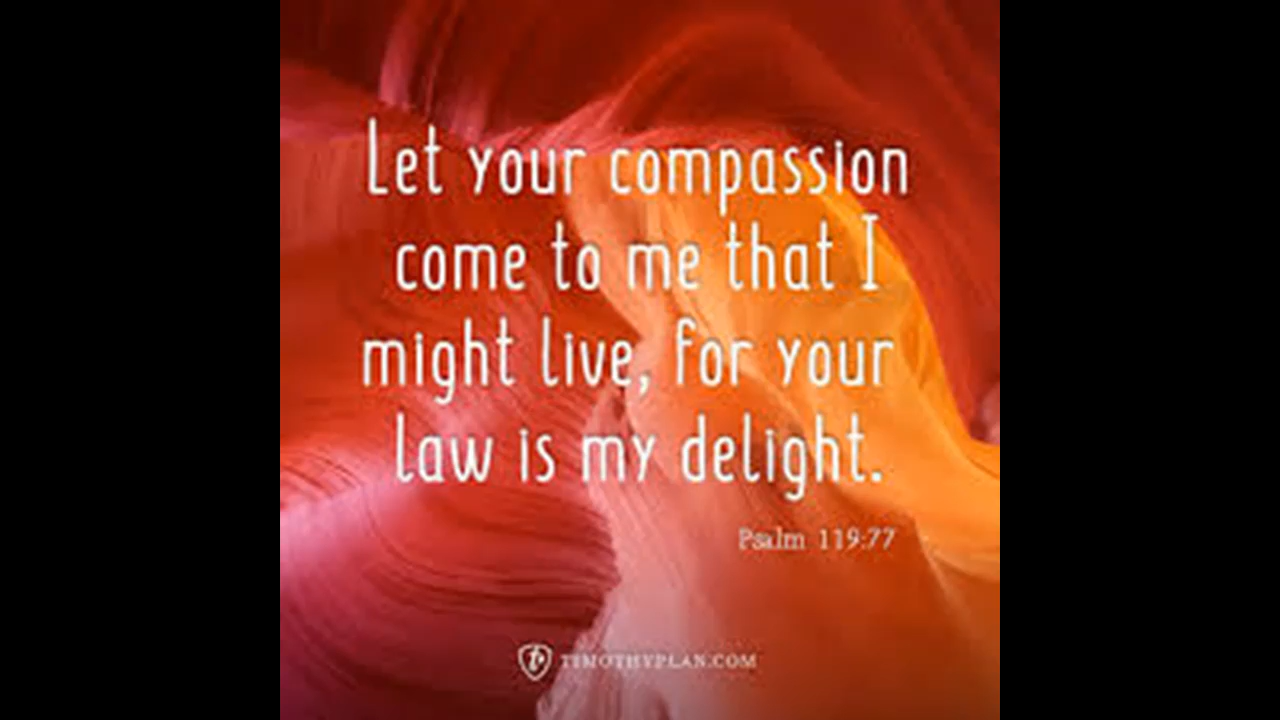 Let your compassion
come to me that I
might live, for your
law is my delight.
Psalm 119:77
TIMOTHYPLAN.COM